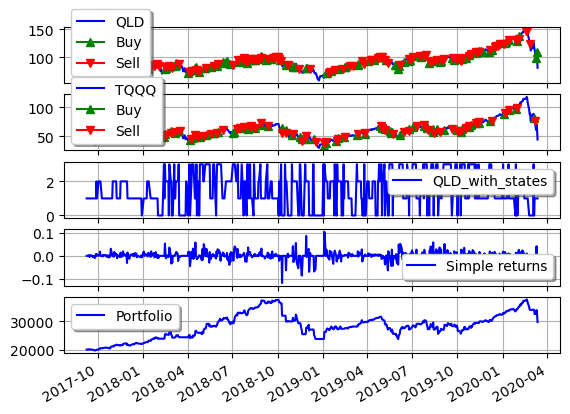 150
100
QLD
Buy
Sell
100
50
TQQQ
Buy
Sell
2
0
QLD_with_states
0.1
0.0
−0.1
Simple returns
30000
20000
Portfolio
2017-10 2018-01 2018-04 2018-07 2018-10 2019-01 2019-04 2019-07 2019-10 2020-01 2020-04